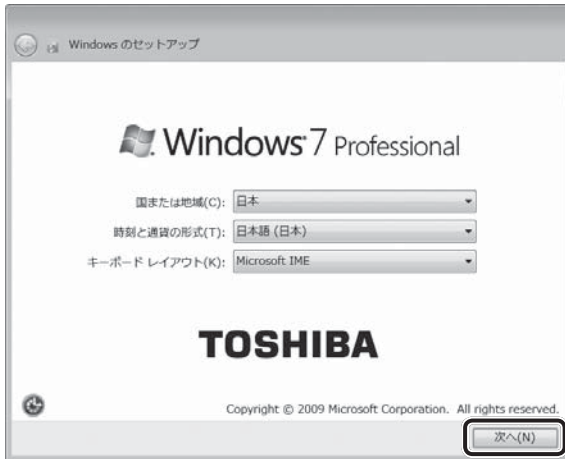 Windows のセットアップ
Windows 7 Professional
国または地域(C): 日本
時刻と通貨の形式(T): 日本語 (日本)
キーボード レイアウト(K): Microsoft IME
TOSHIBA
Copyright © 2009 Microsoft Corporation. All rights reserved.
次へ(N)